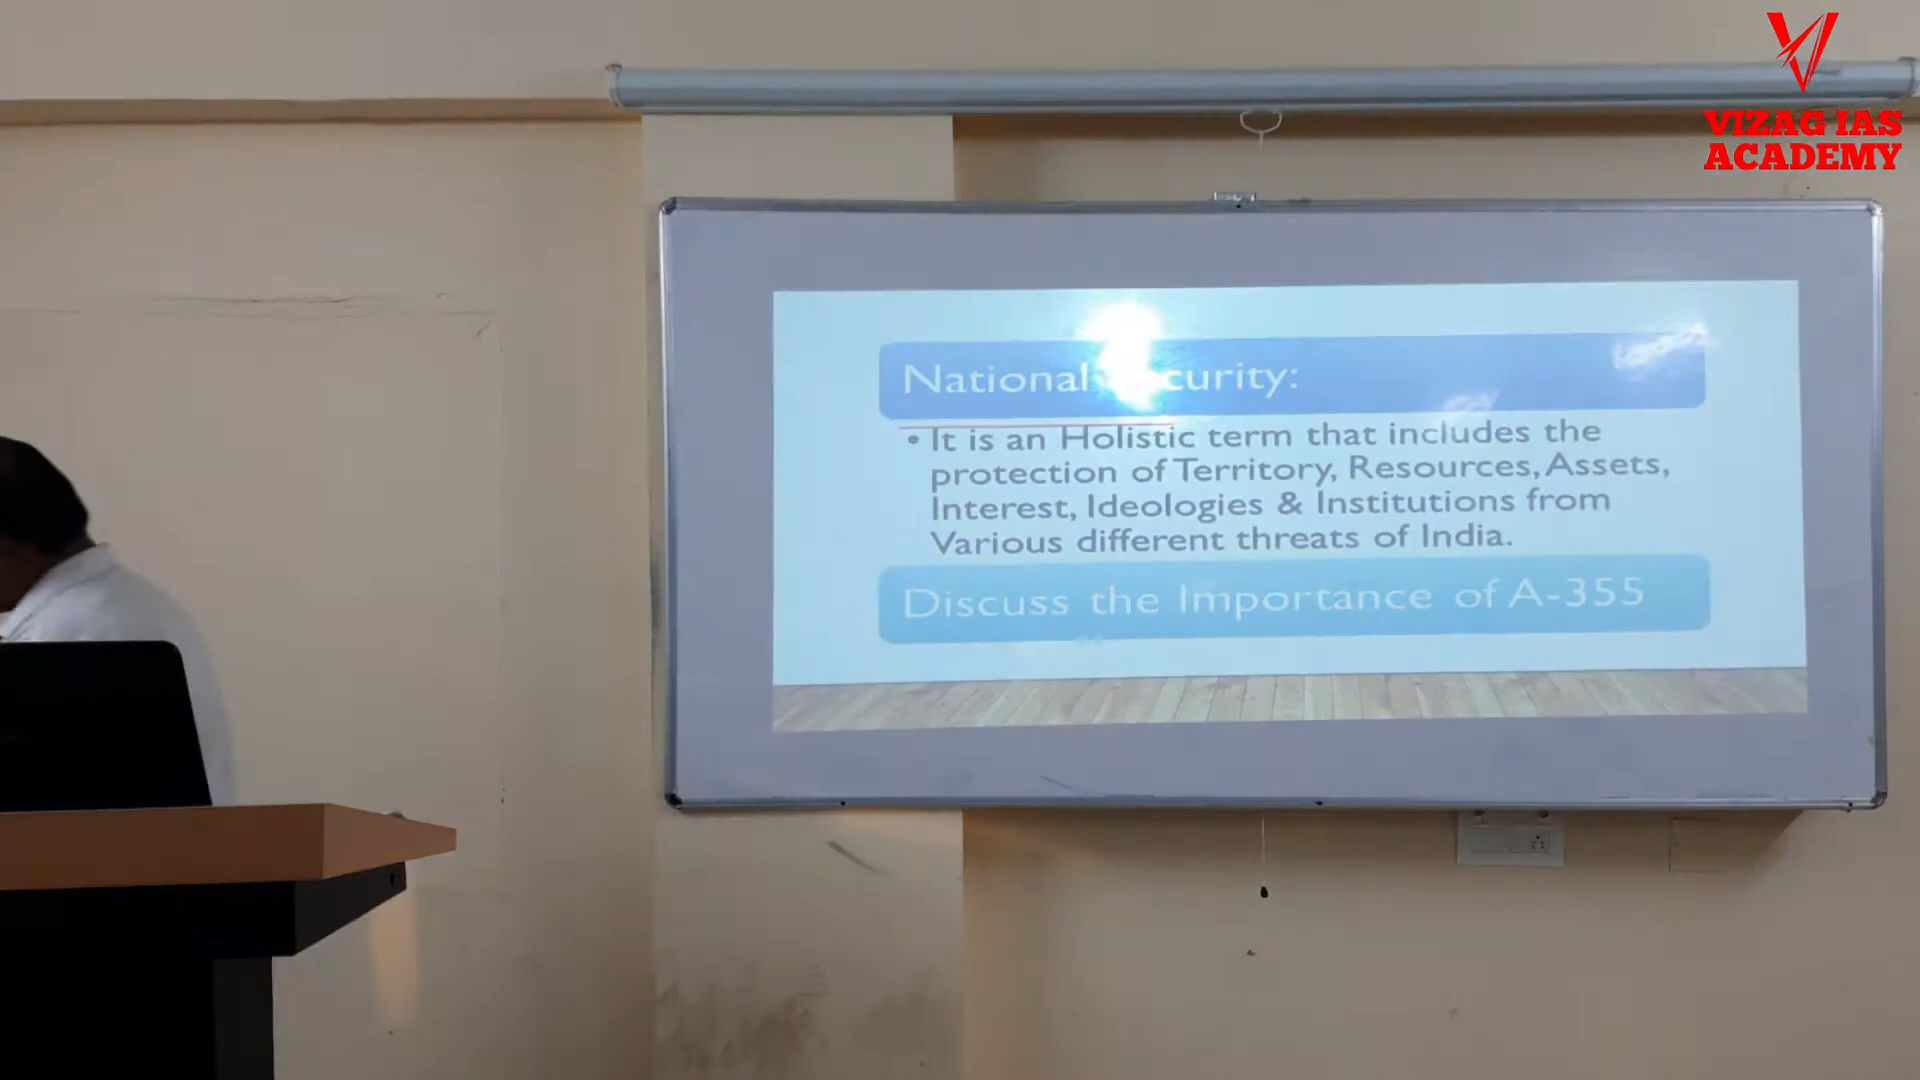 VIZAG IAS
ACADEMY
National Security:
• It is an Holistic term that includes the
protection of Territory, Resources, Assets,
Interest, Ideologies & Institutions from
Various different threats of India.
Discuss the Importance of A-355